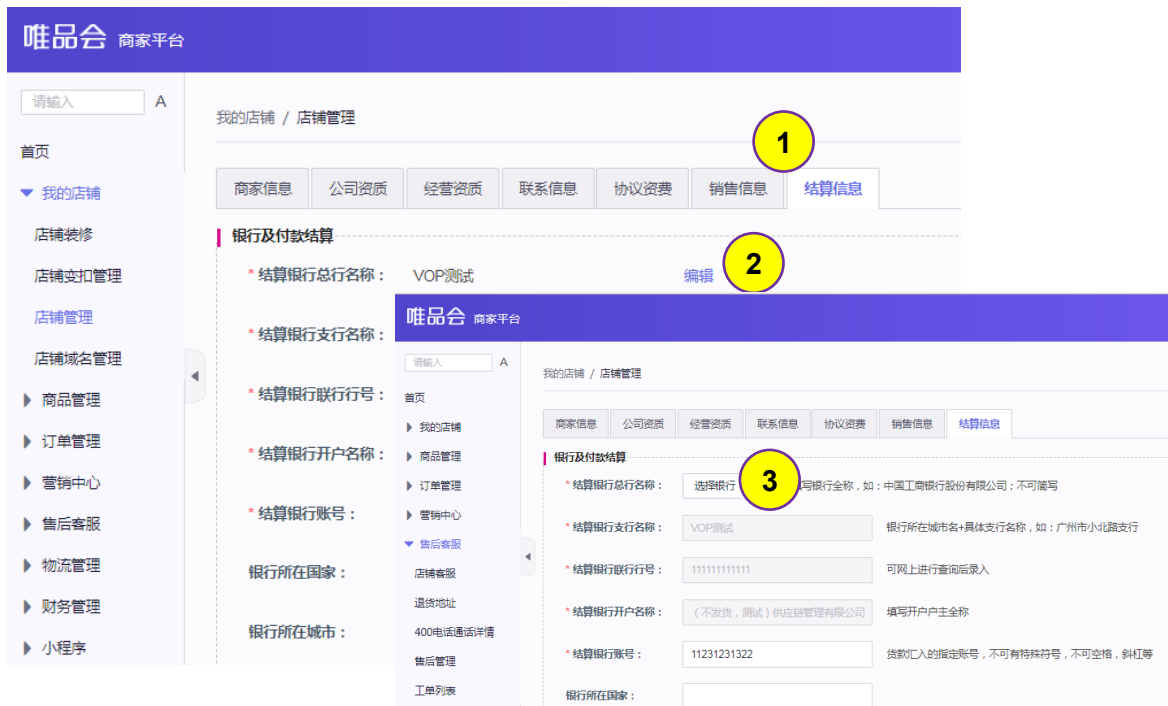 唯品会 商家平台
请输入 A
首页
我的店铺
店铺装修
店铺变扣管理
店铺管理
店铺域名管理
商品管理
订单管理
营销中心
售后客服
物流管理
财务管理
小程序
我的店铺 / 店铺管理
1
商家信息 公司资质 经营资质 联系信息 协议资费 销售信息 结算信息
银行及付款结算
* 结算银行总行名称： VOP测试 编辑 2
* 结算银行支行名称：
* 结算银行联行行号：
* 结算银行开户名称：
* 结算银行账号：
银行所在国家：
银行所在城市：
唯品会 商家平台
请输入 A
首页
我的店铺
商品管理
订单管理
营销中心
售后客服
店铺客服
退货地址
400电话通话详情
售后管理
工单列表
我的店铺 / 店铺管理
商家信息 公司资质 经营资质 联系信息 协议资费 销售信息 结算信息
银行及付款结算
* 结算银行总行名称： 选择银行 3 写银行全称，如：中国工商银行股份有限公司；不可简写
* 结算银行支行名称： VOP测试 银行所在城市名+具体支行名称，如：广州市小北路支行
* 结算银行联行行号： 111111111111 可网上进行查询后录入
* 结算银行开户名称： （不发货，测试）供应链管理有限公司 填写开户户主全称
* 结算银行账号： 11231231322 货款汇入的指定账号，不可有特殊符号，不可空格，斜杠等
银行所在国家：